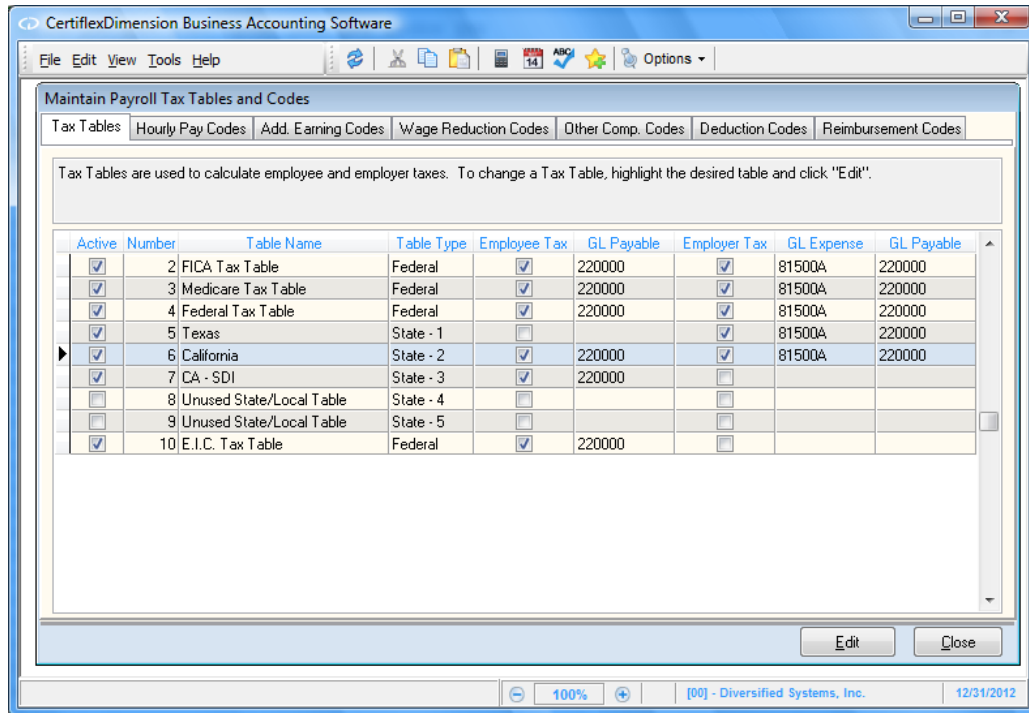 CertiflexDimension Business Accounting Software
File Edit View Tools Help 14 ABC Options
Maintain Payroll Tax Tables and Codes
Tax Tables Hourly Pay Codes Add. Earning Codes Wage Reduction Codes Other Comp. Codes Deduction Codes Reimbursement Codes
Tax Tables are used to calculate employee and employer taxes. To change a Tax Table, highlight the desired table and click "Edit".
Active Number Table Name Table Type Employee Tax GL Payable Employer Tax GL Expense GL Payable
2 FICA Tax Table Federal 220000 81500A 220000
3 Medicare Tax Table Federal 220000 81500A 220000
4 Federal Tax Table Federal 220000 81500A 220000
5 Texas State - 1 81500A 220000
6 California State - 2 220000 81500A 220000
7 CA - SDI State - 3 220000
8 Unused State/Local Table State - 4
9 Unused State/Local Table State - 5
10 E.I.C. Tax Table Federal 220000
Edit Close
100% [00] - Diversified Systems, Inc. 12/31/2012